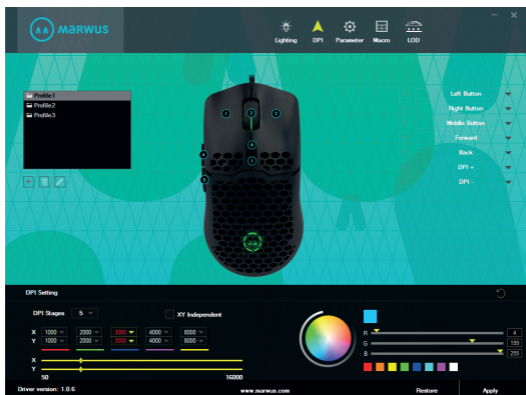 MARWUS
Lighting
DPI
Parameter
Macro
LOD
Profile1
Profile2
Profile3
Left Button
Right Button
Middle Button
Forward
Back
DPI +
DPI -
DPI Setting
DPI Stages 5
XY Independent
X 1000 2000 3000 4000 8000
Y 1000 2000 3000 4000 8000
X
Y
50 16000
R 4
G 199
B 255
Driver version: 1.0.6
www.marwus.com
Restore
Apply